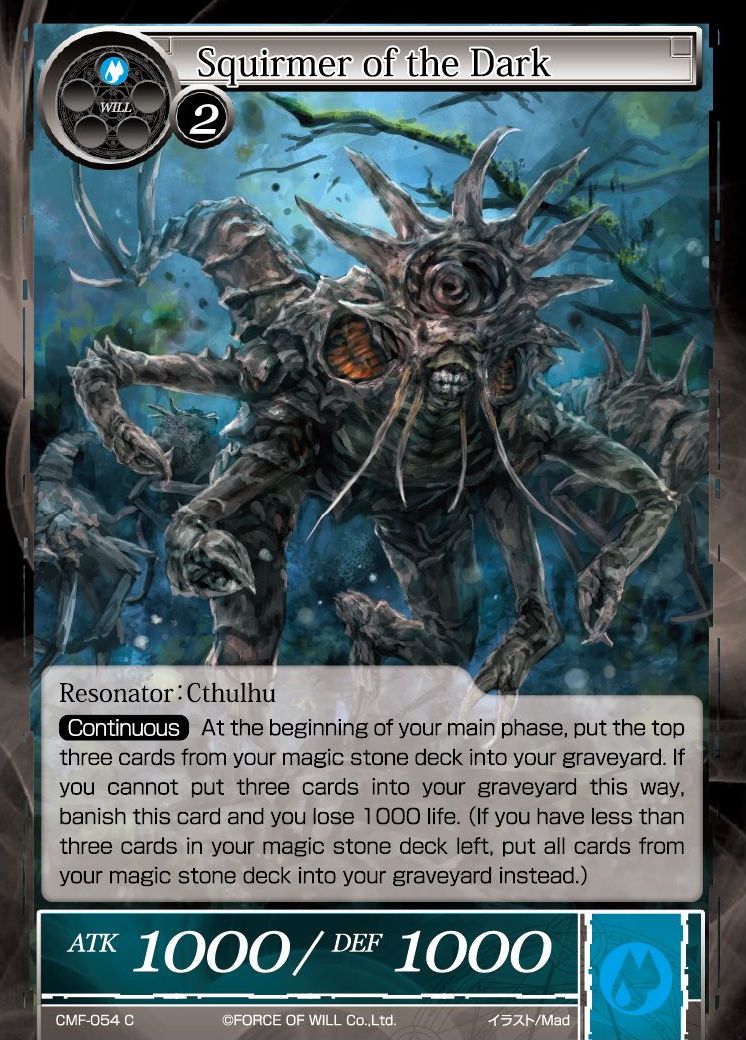 Squirmer of the Dark
WILL
2
Resonator：Cthulhu
Continuous At the beginning of your main phase, put the top
three cards from your magic stone deck into your graveyard. If
you cannot put three cards into your graveyard this way,
banish this card and you lose 1000 life. (If you have less than
three cards in your magic stone deck left, put all cards from
your magic stone deck into your graveyard instead.)
ATK 1000/ DEF 1000
CMF-054 C ©FORCE OF WILL Co.,Ltd. イラスト/Mad